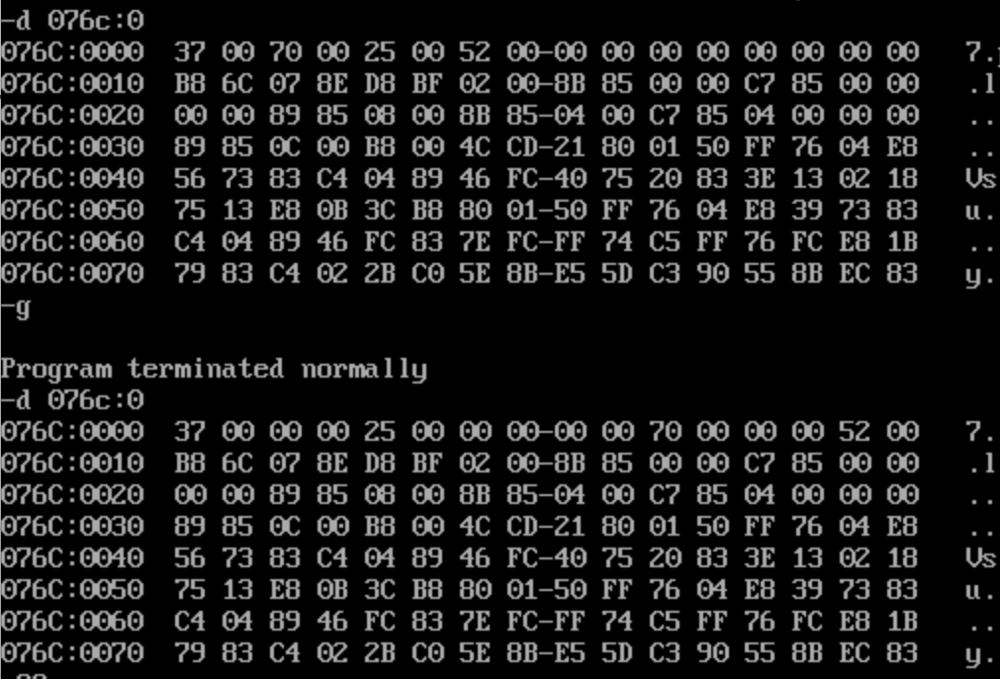 -d 076c:0
076C:0000 37 00 70 00 25 00 52 00-00 00 00 00 00 00 00 00 7.
076C:0010 B8 6C 07 8E D8 BF 02 00-8B 85 00 00 C7 85 00 00 .l
076C:0020 00 00 89 85 08 00 8B 85-04 00 C7 85 04 00 00 00 ..
076C:0030 89 85 0C 00 B8 00 4C CD-21 80 01 50 FF 76 04 E8 ..
076C:0040 56 73 83 C4 04 89 46 FC-40 75 20 83 3E 13 02 18 Vs
076C:0050 75 13 E8 0B 3C B8 80 01-50 FF 76 04 E8 39 73 83 u.
076C:0060 C4 04 89 46 FC 83 7E FC-FF 74 C5 FF 76 FC E8 1B ..
076C:0070 79 83 C4 02 2B C0 5E 8B-E5 5D C3 90 55 8B EC 83 y.
-g
Program terminated normally
-d 076c:0
076C:0000 37 00 00 00 25 00 00 00-00 00 70 00 00 00 52 00 7.
076C:0010 B8 6C 07 8E D8 BF 02 00-8B 85 00 00 C7 85 00 00 .l
076C:0020 00 00 89 85 08 00 8B 85-04 00 C7 85 04 00 00 00 ..
076C:0030 89 85 0C 00 B8 00 4C CD-21 80 01 50 FF 76 04 E8 ..
076C:0040 56 73 83 C4 04 89 46 FC-40 75 20 83 3E 13 02 18 Vs
076C:0050 75 13 E8 0B 3C B8 80 01-50 FF 76 04 E8 39 73 83 u.
076C:0060 C4 04 89 46 FC 83 7E FC-FF 74 C5 FF 76 FC E8 1B ..
076C:0070 79 83 C4 02 2B C0 5E 8B-E5 5D C3 90 55 8B EC 83 y.